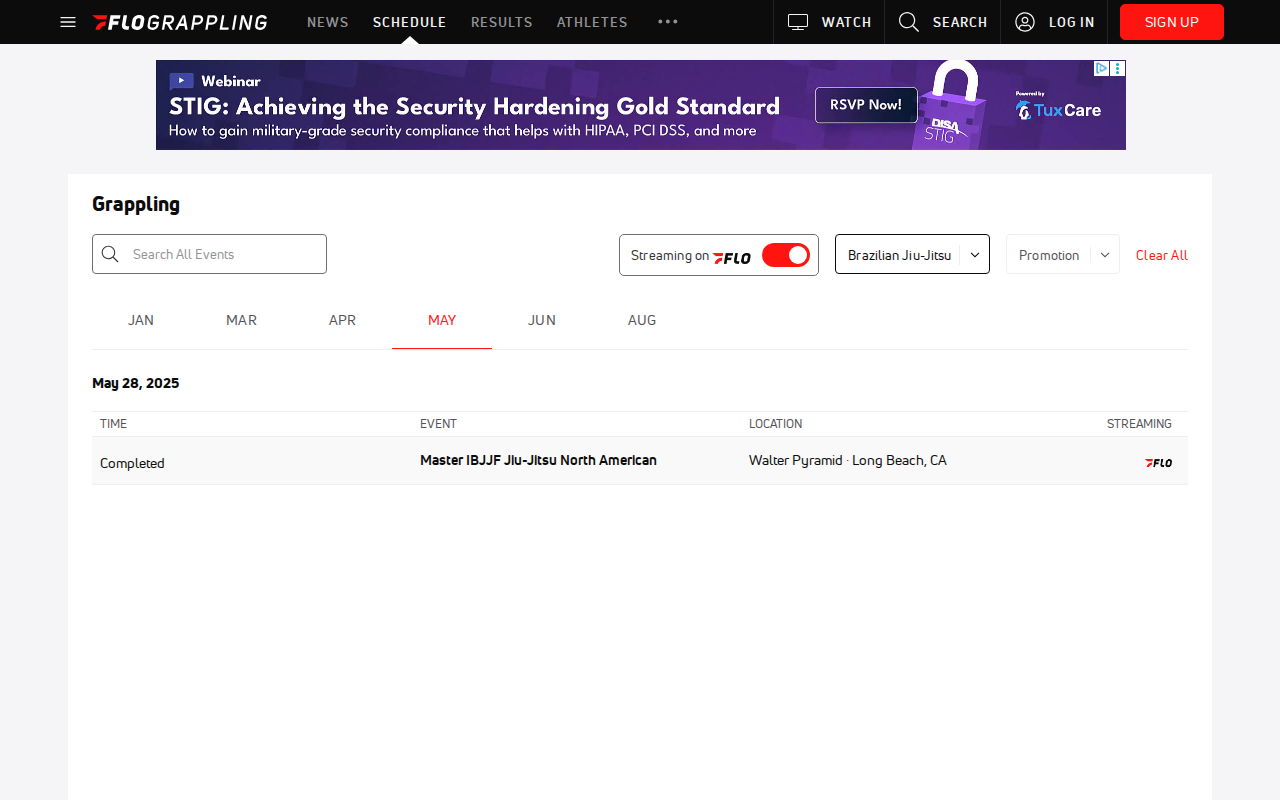 FLOGRAPPLING NEWS SCHEDULE RESULTS ATHLETES WATCH SEARCH LOG IN SIGN UP
Webinar
STIG: Achieving the Security Hardening Gold Standard
How to gain military-grade security compliance that helps with HIPAA, PCI DSS, and more
RSVP Now!
DISA
STIG
Powered by
TuxCare
Grappling
Search All Events
Streaming on FLO
Brazilian Jiu-Jitsu
Promotion
Clear All
JAN MAR APR MAY JUN AUG
May 28, 2025
TIME EVENT LOCATION STREAMING
Completed Master IBJJF Jiu-Jitsu North American Walter Pyramid · Long Beach, CA FLO